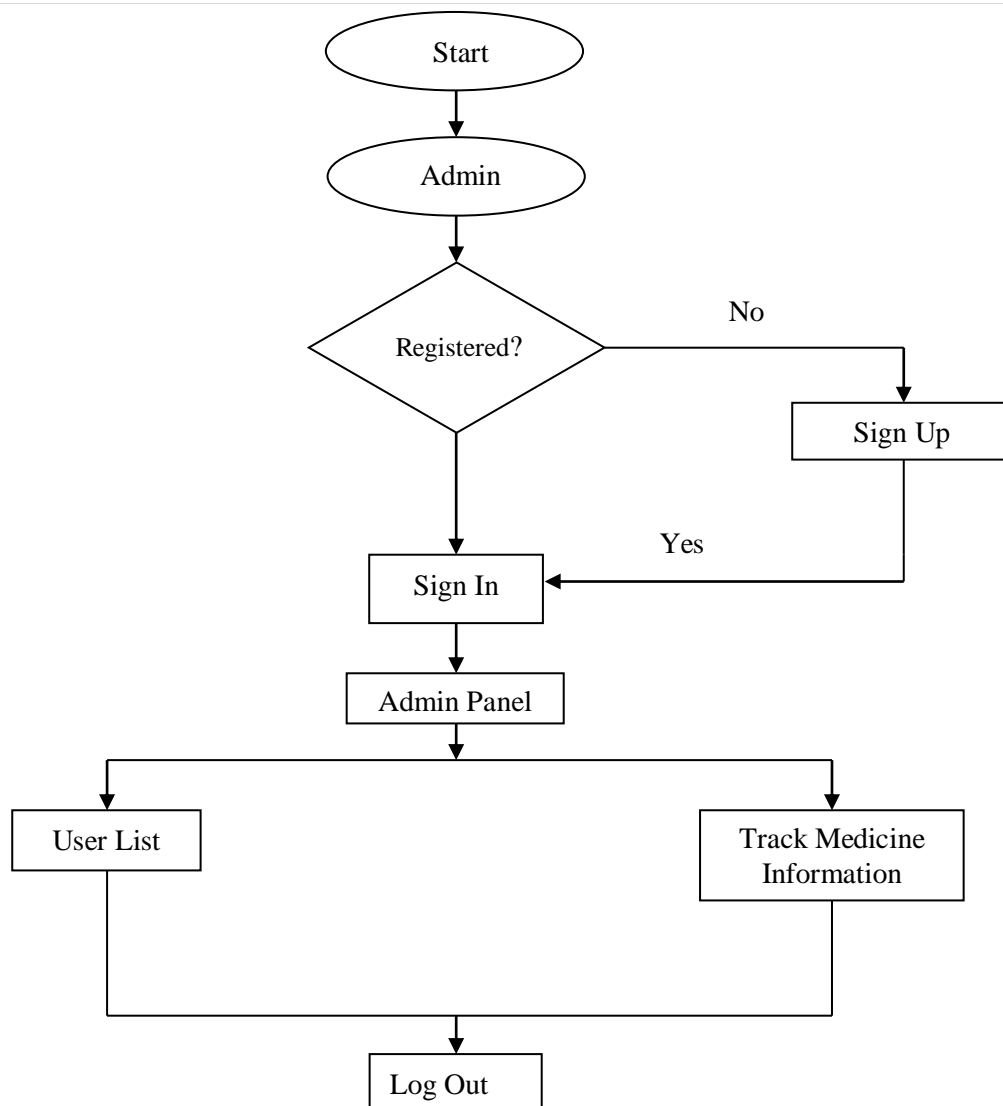 Start
Admin
No
Registered?
Sign Up
Yes
Sign In
Admin Panel
User List
Track Medicine
Information
Log Out